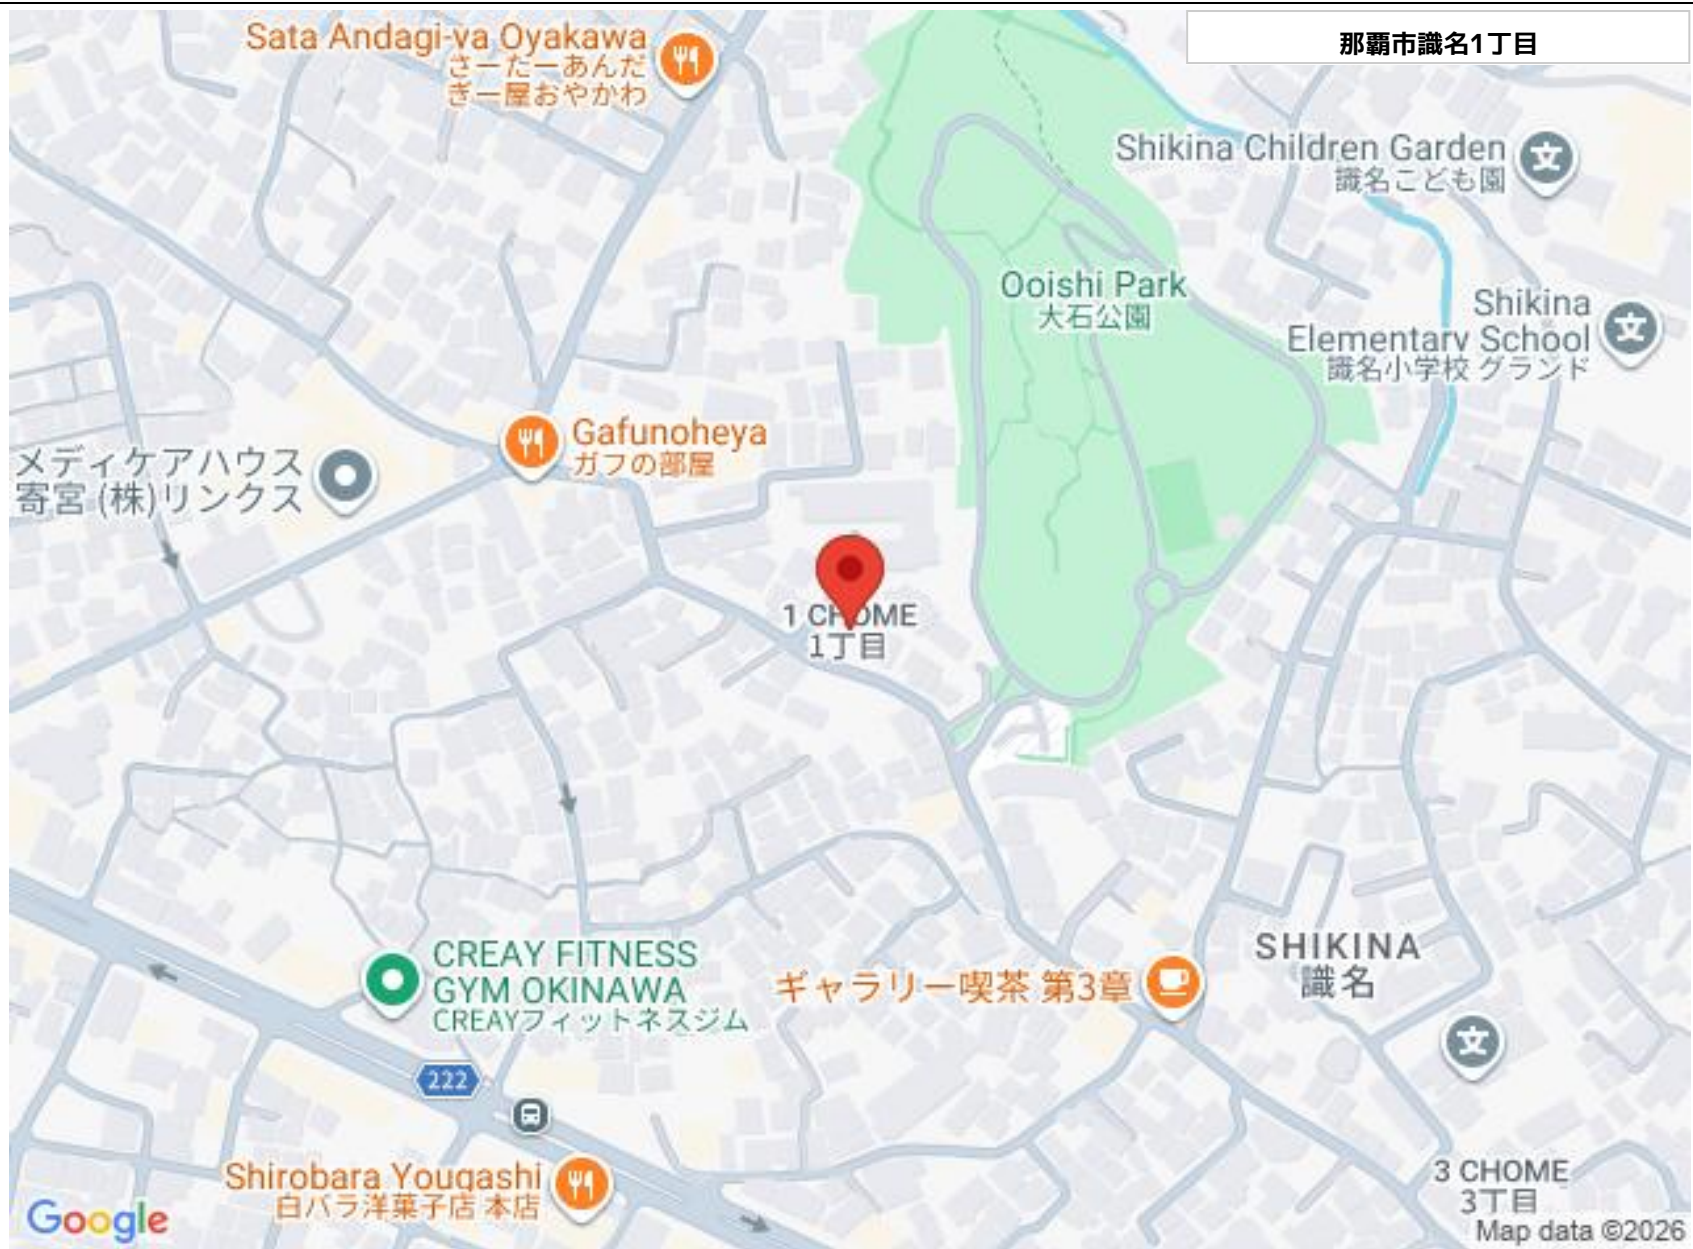 那覇市識名1丁目
Sata Andagi-ya Oyakawa
さーたーあんだ
ぎー屋おやかわ
Shikina Children Garden
識名こども園
Ooishi Park
大石公園
Shikina
Elementary School
識名小学校 グランド
Gafunoheya
ガフの部屋
メディケアハウス
寄宮 (株)リンクス
1 CHOME
1丁目
CREAY FITNESS
GYM OKINAWA
CREAYフィットネスジム
ギャラリー喫茶 第3章
SHIKINA
識名
文
文
文
222
Shirobara Yougashi
白バラ洋菓子店 本店
3 CHOME
3丁目
Google
Map data ©2026